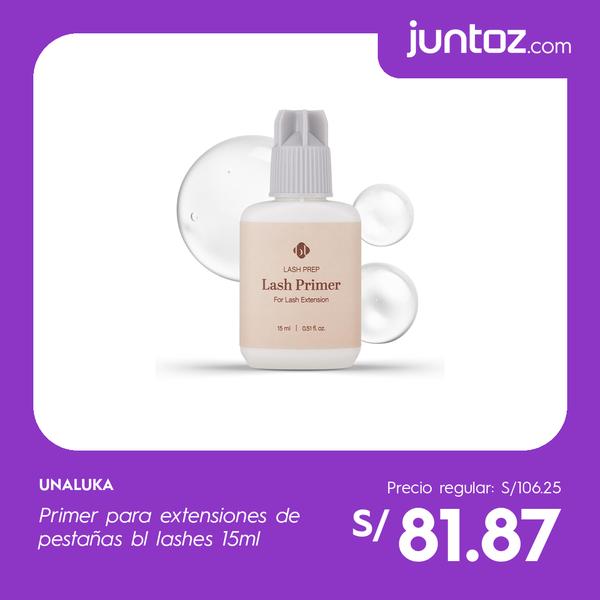 juntoz.com
bl
LASH PREP
Lash Primer
For Lash Extension
15 ml | 0.51 fl. oz.
UNALUKA
Primer para extensiones de
pestañas bl lashes 15ml
Precio regular: S/106.25
S/81.87